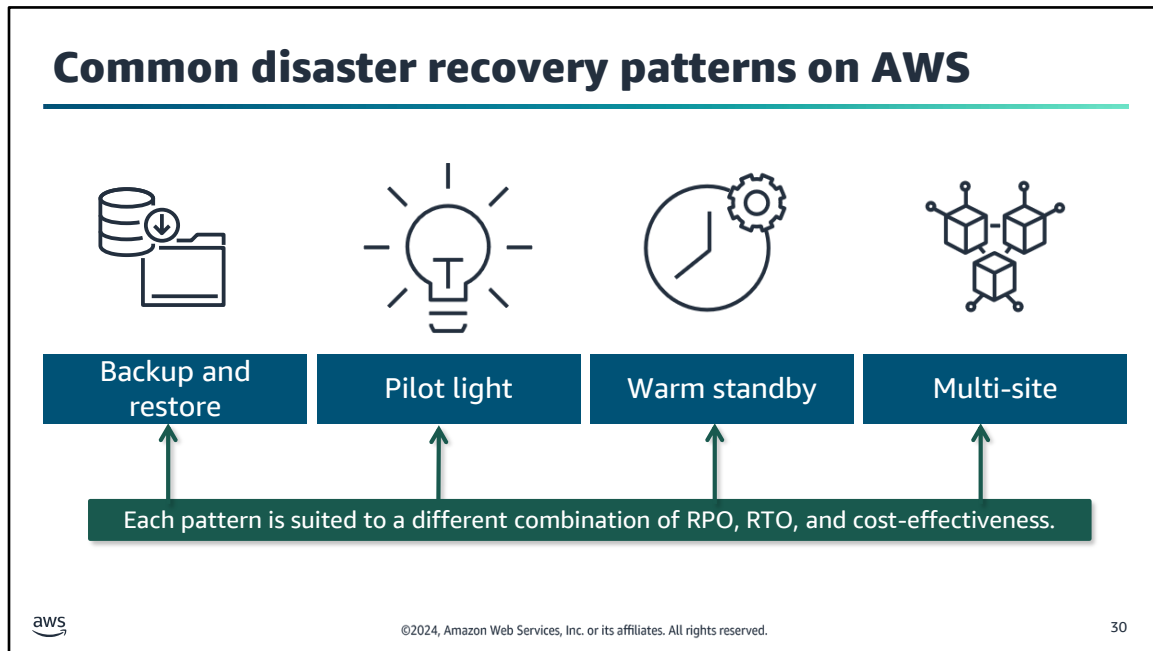 Common disaster recovery patterns on AWS
Backup and
restore
Pilot light
Warm standby
Multi-site
Each pattern is suited to a different combination of RPO, RTO, and cost-effectiveness.
aws
©2024, Amazon Web Services, Inc. or its affiliates. All rights reserved.
30